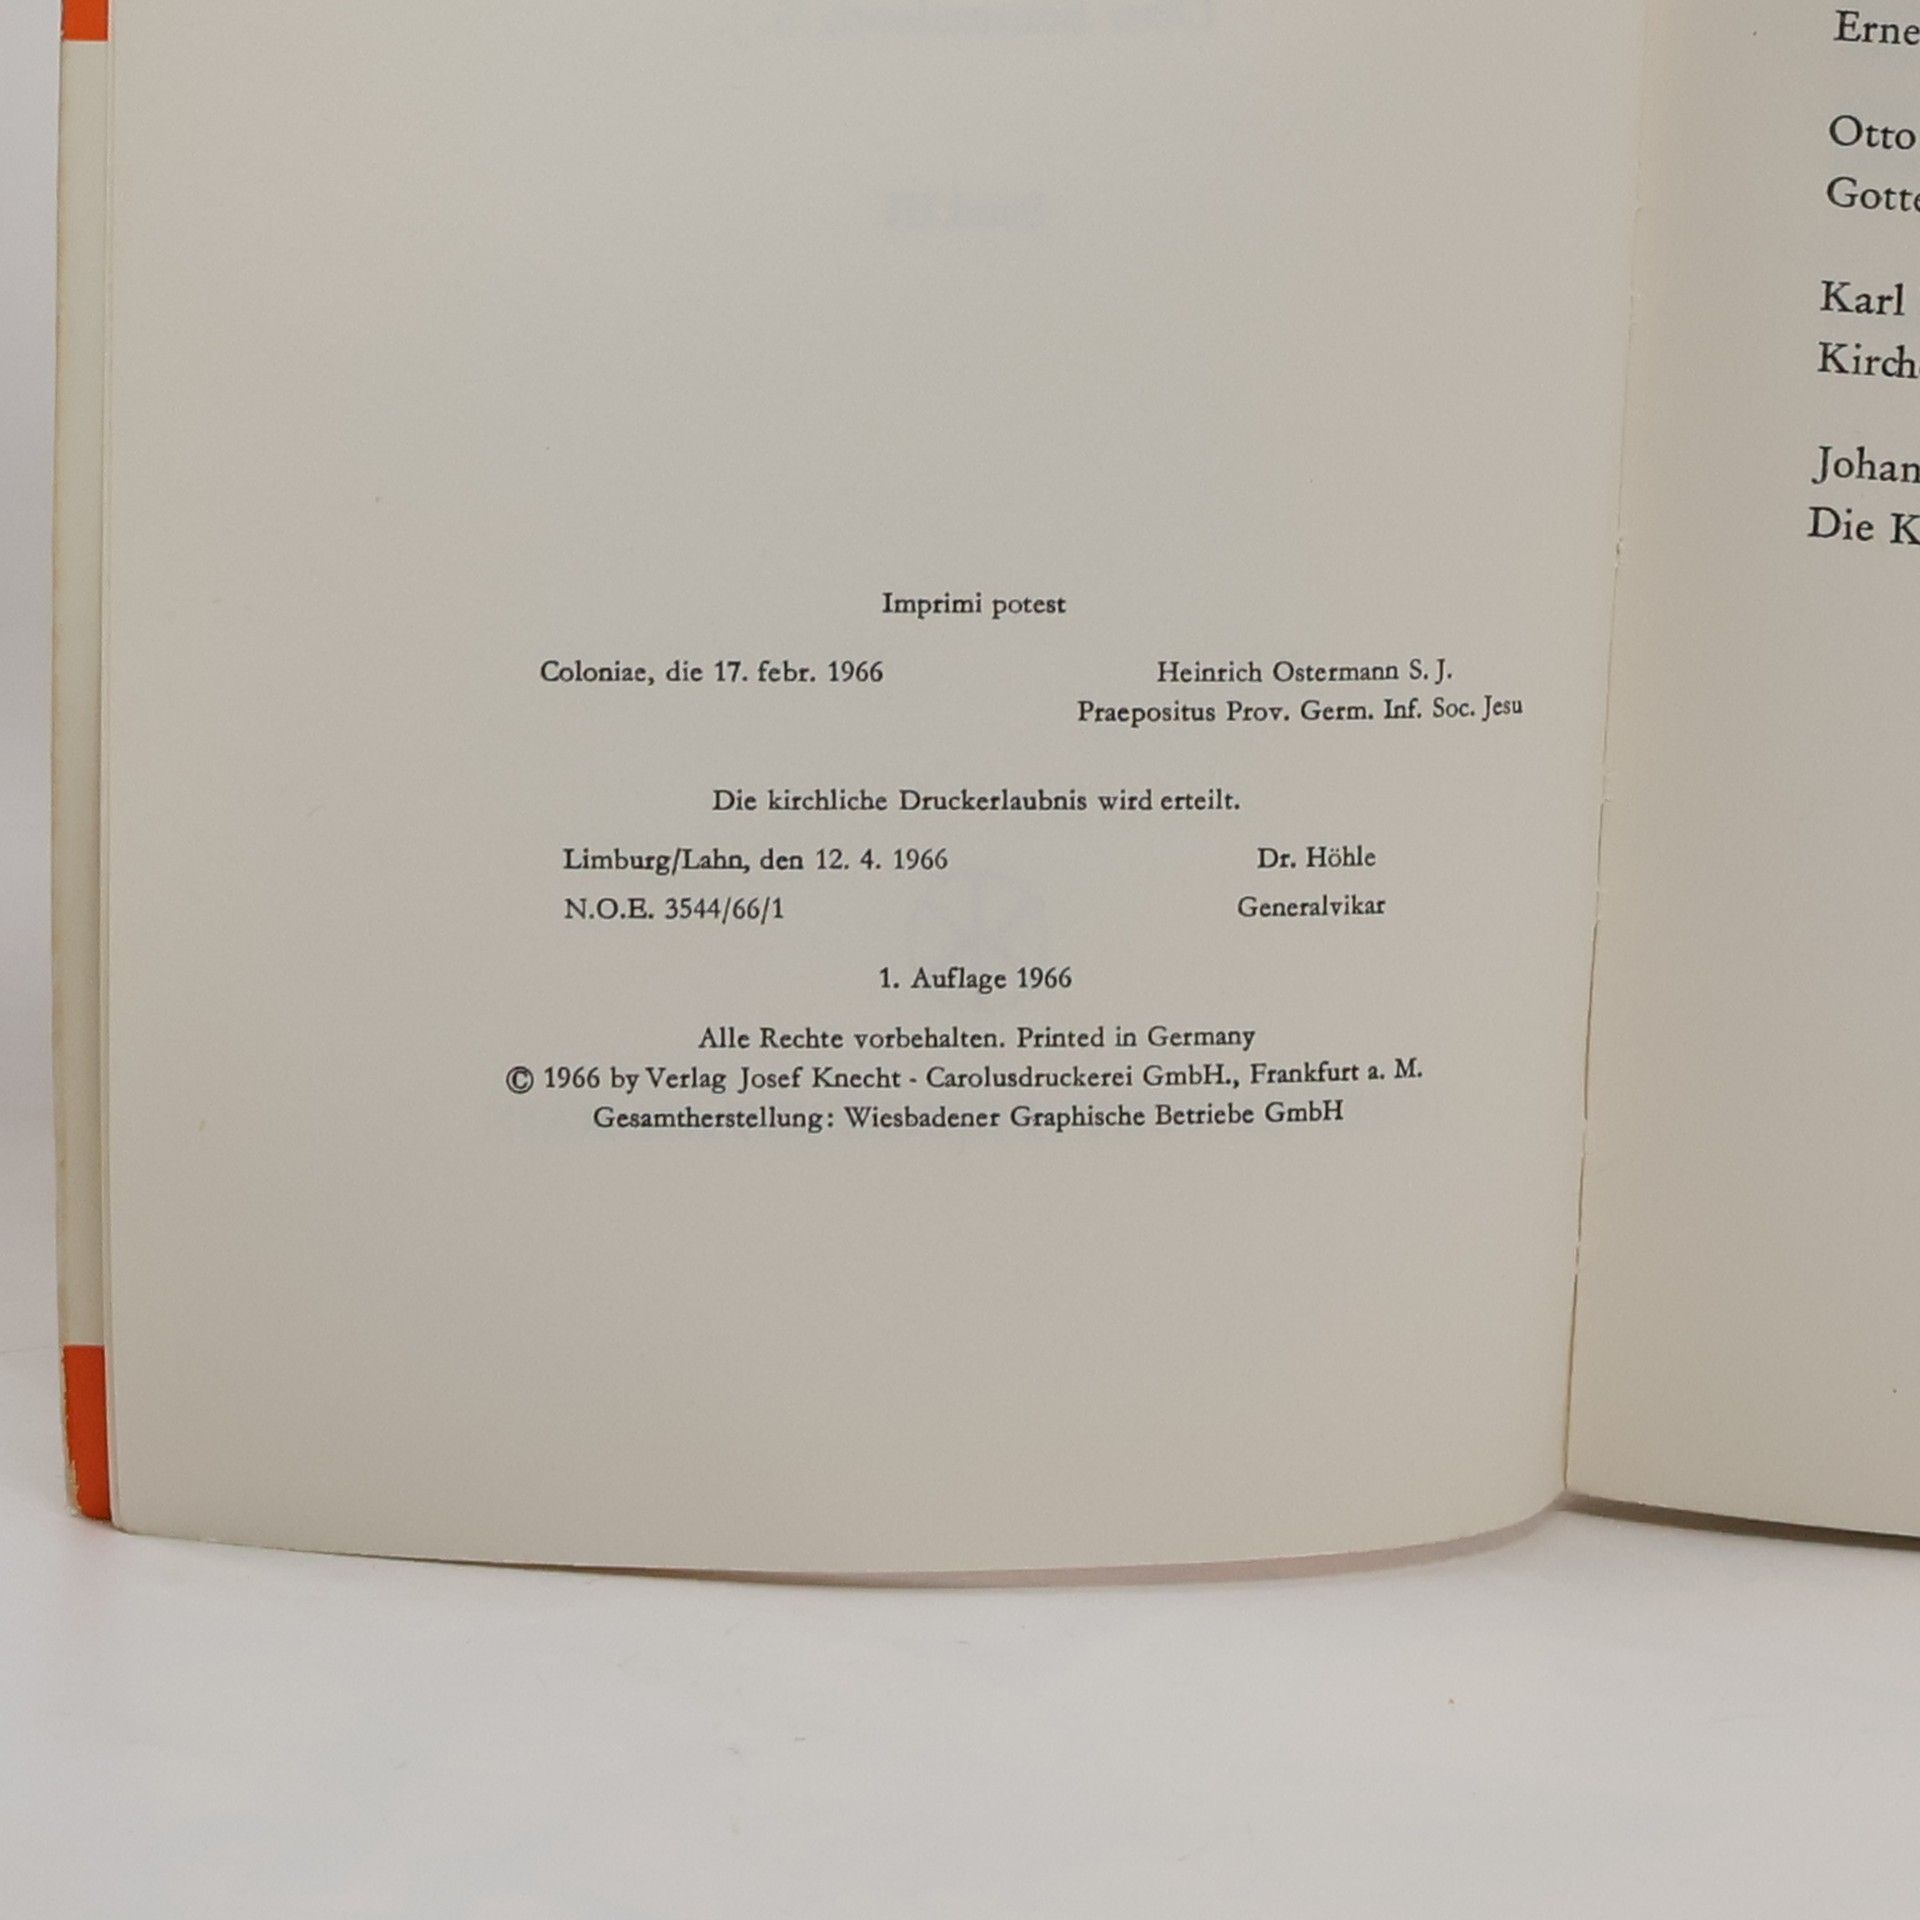 Imprimi potest
Coloniae, die 17. febr. 1966 Heinrich Ostermann S. J.
Praepositus Prov. Germ. Inf. Soc. Jesu
Die kirchliche Druckerlaubnis wird erteilt.
Limburg/Lahn, den 12. 4. 1966 Dr. Höhle
N.O.E. 3544/66/1 Generalvikar
1. Auflage 1966
Alle Rechte vorbehalten. Printed in Germany
© 1966 by Verlag Josef Knecht - Carolusdruckerei GmbH., Frankfurt a. M.
Gesamtherstellung: Wiesbadener Graphische Betriebe GmbH
Erne
Otto
Gotte
Karl
Kirch
Johan
Die K